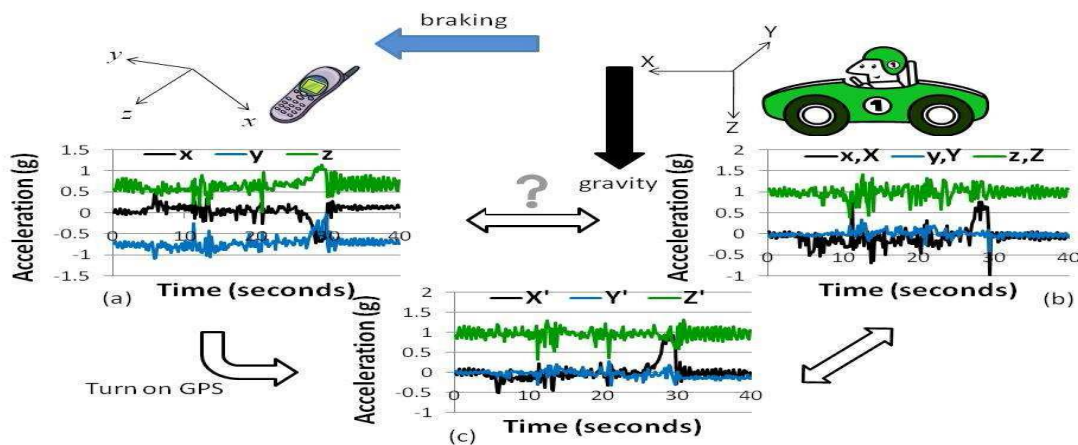 braking
y
z
x
X
Y
Z
1
1
gravity
?
x y z
Acceleration (g)
1.5
1
0.5
0
-0.5
-1
-1.5
0 10 20 30 40
Time (seconds)
(a)
x,X y,Y z,Z
Acceleration (g)
2
1.5
1
0.5
0
-0.5
-1
0 10 20 30 40
Time (seconds)
(b)
Turn on GPS
X' Y' Z'
Acceleration (g)
2
1.5
1
0.5
0
-0.5
-1
0 10 20 30 40
Time (seconds)
(c)